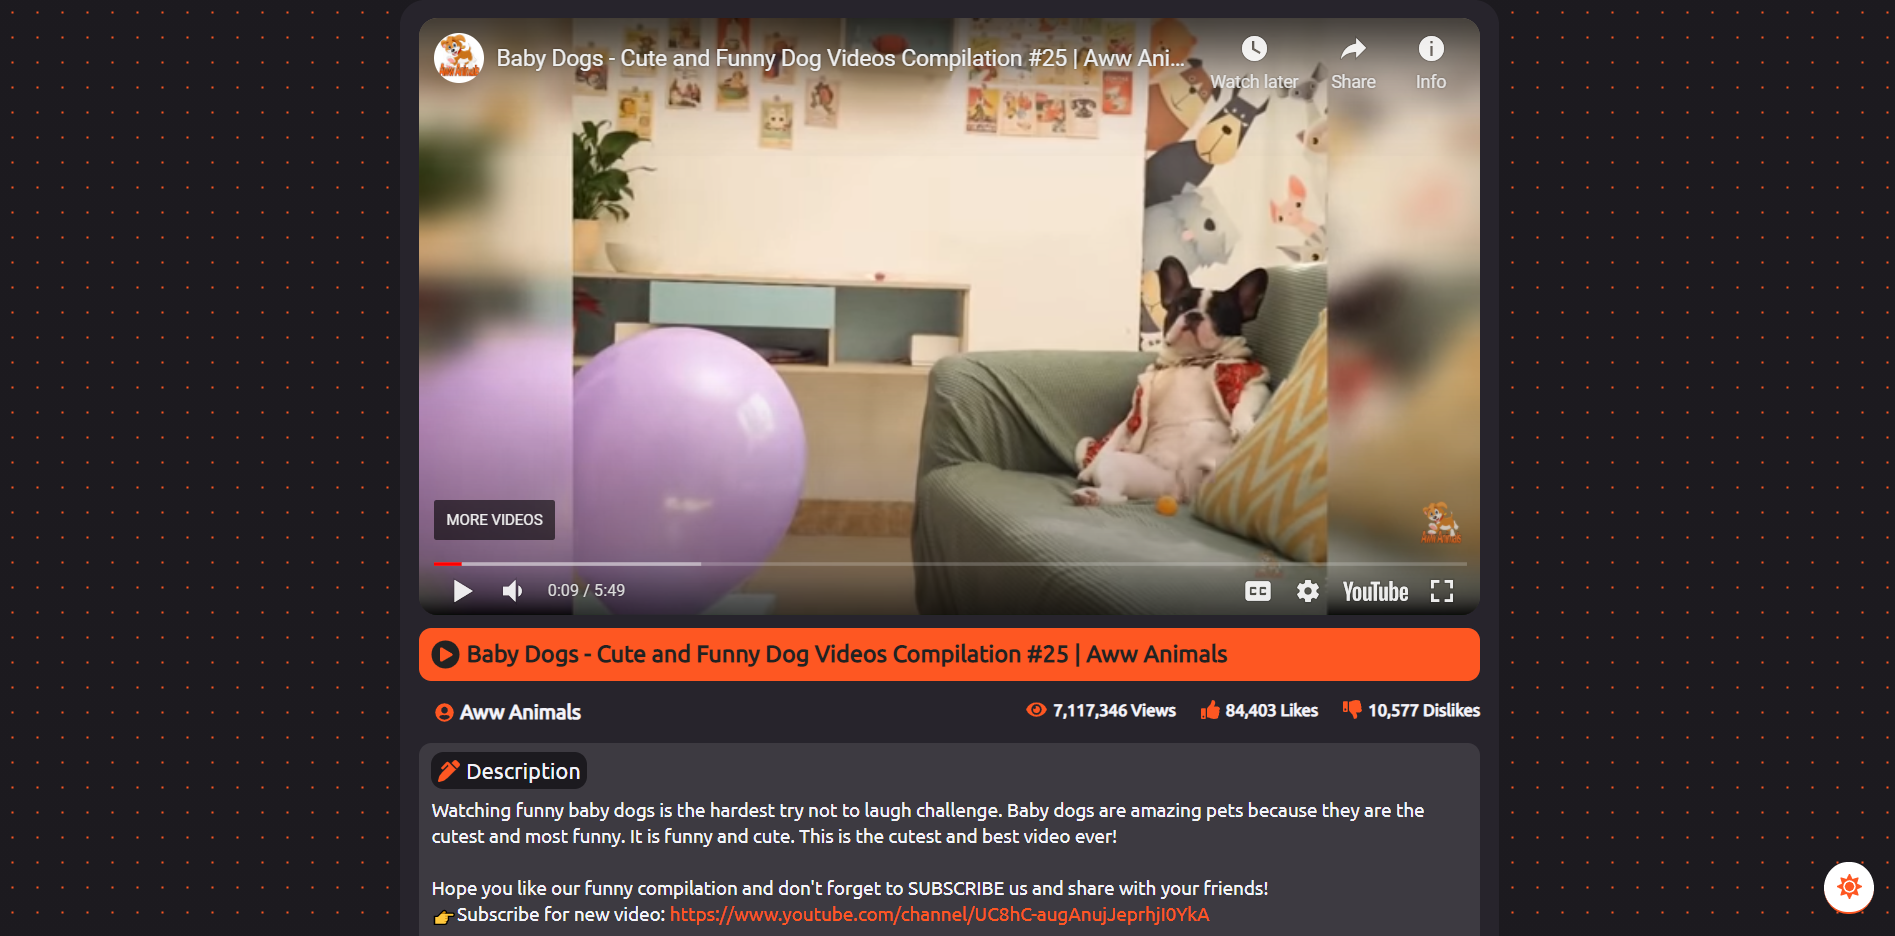 Baby Dogs - Cute and Funny Dog Videos Compilation #25 | Aww Ani...
Watch later
Share
Info
MORE VIDEOS
0:09 / 5:49
CC
YouTube
Baby Dogs - Cute and Funny Dog Videos Compilation #25 | Aww Animals
Aww Animals
7,117,346 Views
84,403 Likes
10,577 Dislikes
Description
Watching funny baby dogs is the hardest try not to laugh challenge. Baby dogs are amazing pets because they are the
cutest and most funny. It is funny and cute. This is the cutest and best video ever!
Hope you like our funny compilation and don't forget to SUBSCRIBE us and share with your friends!
👉Subscribe for new video: https://www.youtube.com/channel/UC8hC-augAnujJeprhjI0YkA